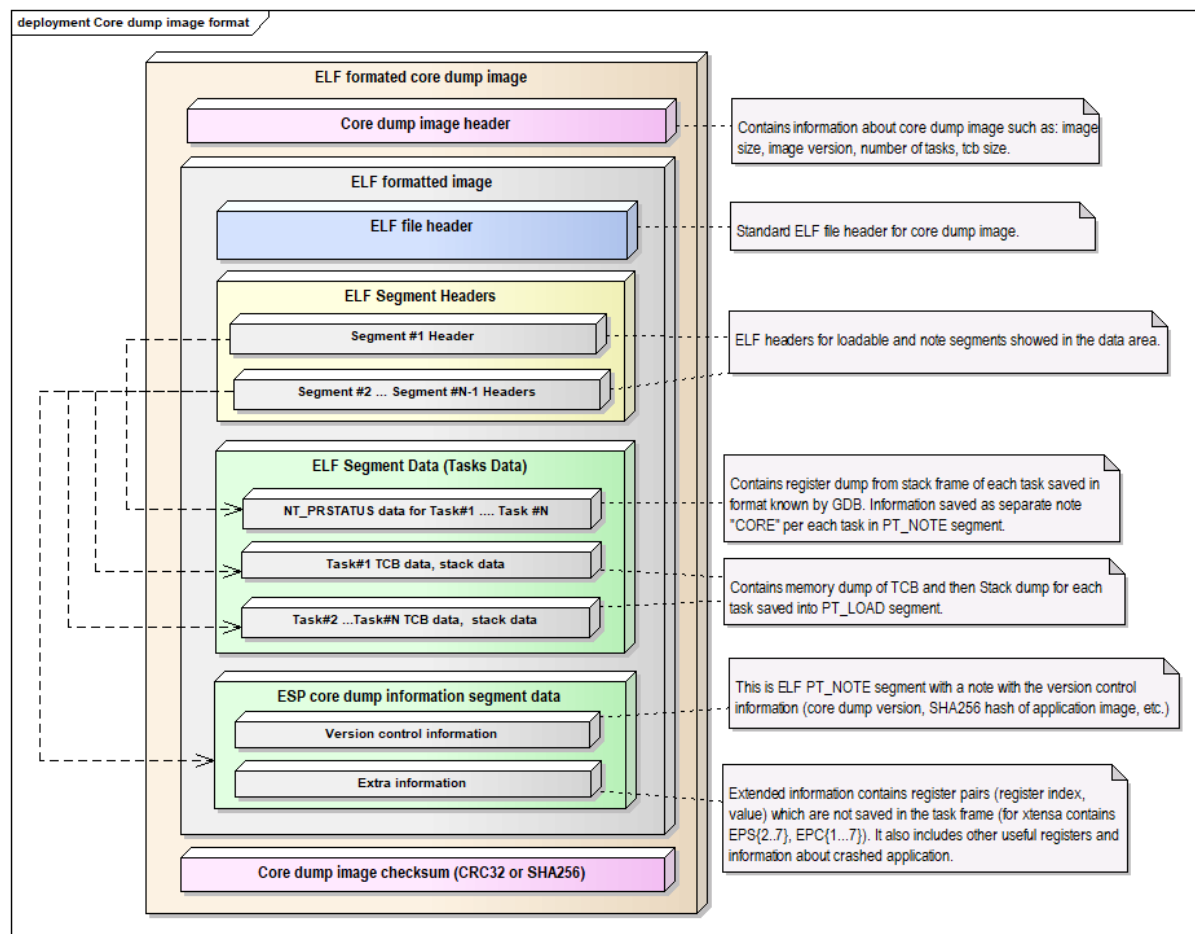 deployment Core dump image format
ELF formated core dump image
Core dump image header
Contains information about core dump image such as: image
size, image version, number of tasks, tcb size.
ELF formatted image
ELF file header
Standard ELF file header for core dump image.
ELF Segment Headers
Segment #1 Header
ELF headers for loadable and note segments showed in the data area.
Segment #2 ... Segment #N-1 Headers
ELF Segment Data (Tasks Data)
NT_PRSTATUS data for Task#1 .... Task #N
Contains register dump from stack frame of each task saved in
format known by GDB. Information saved as separate note
"CORE" per each task in PT_NOTE segment.
Task#1 TCB data, stack data
Contains memory dump of TCB and then Stack dump for each
task saved into PT_LOAD segment.
Task#2 ...Task#N TCB data, stack data
ESP core dump information segment data
This is ELF PT_NOTE segment with a note with the version control
information (core dump version, SHA256 hash of application image, etc.)
Version control information
Extra information
Extended information contains register pairs (register index,
value) which are not saved in the task frame (for xtensa contains
EPS{2..7}, EPC{1...7}). It also includes other useful registers and
information about crashed application.
Core dump image checksum (CRC32 or SHA256)